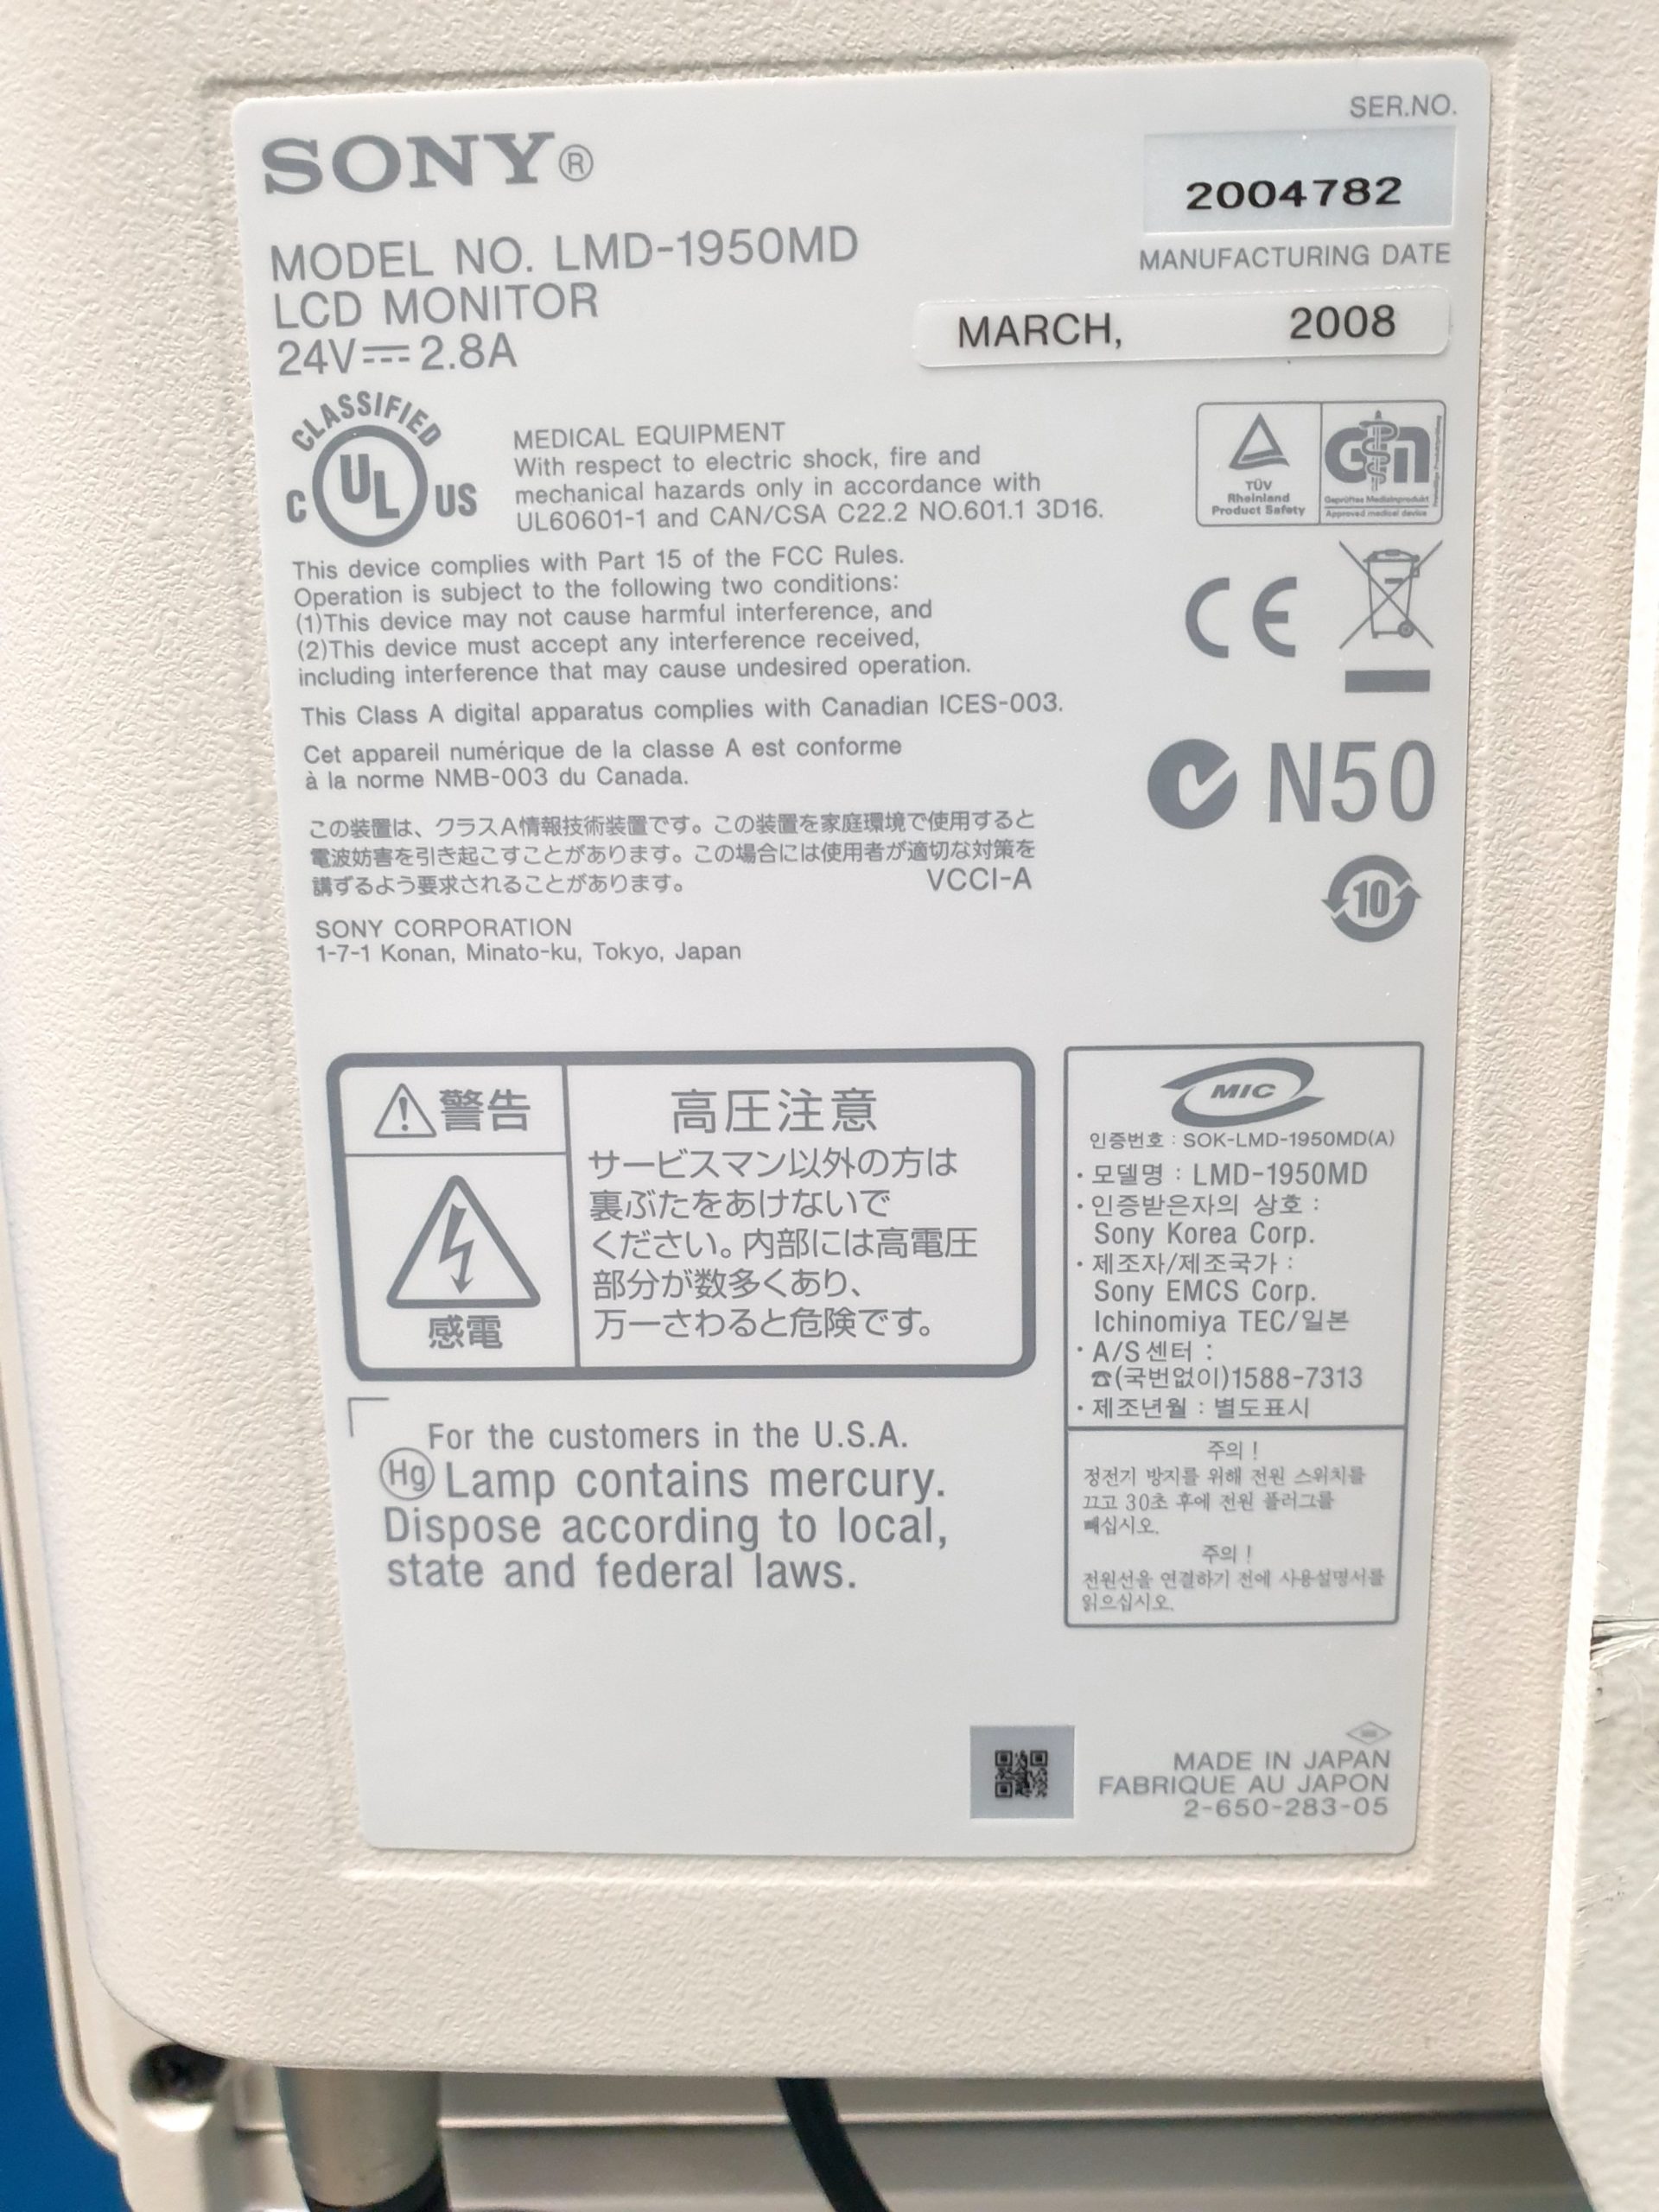 SONY®
SER.NO.
2004782
MODEL NO. LMD-1950MD
LCD MONITOR
24V⎓2.8A
MANUFACTURING DATE
MARCH, 2008
CLASSIFIED
C UL US
MEDICAL EQUIPMENT
With respect to electric shock, fire and
mechanical hazards only in accordance with
UL60601-1 and CAN/CSA C22.2 NO.601.1 3D16.
TÜV
Rheinland
Product Safety
Geprüftes Medizinprodukt
Approved medical device
This device complies with Part 15 of the FCC Rules.
Operation is subject to the following two conditions:
(1)This device may not cause harmful interference, and
(2)This device must accept any interference received,
including interference that may cause undesired operation.
CE
This Class A digital apparatus complies with Canadian ICES-003.
Cet appareil numérique de la classe A est conforme
à la norme NMB-003 du Canada.
N50
この装置は、クラスA情報技術装置です。この装置を家庭環境で使用すると
電波妨害を引き起こすことがあります。この場合には使用者が適切な対策を
講ずるよう要求されることがあります。 VCCI-A
10
SONY CORPORATION
1-7-1 Konan, Minato-ku, Tokyo, Japan
警告
感電
高圧注意
サービスマン以外の方は
裏ぶたをあけないで
ください。内部には高電圧
部分が数多くあり、
万一さわると危険です。
MIC
인증번호 : SOK-LMD-1950MD(A)
· 모델명 : LMD-1950MD
· 인증받은자의 상호 :
Sony Korea Corp.
· 제조자/제조국가 :
Sony EMCS Corp.
Ichinomiya TEC/일본
· A/S센터 :
☎(국번없이)1588-7313
· 제조년월 : 별도표시
주의 !
정전기 방지를 위해 전원 스위치를
끄고 30초 후에 전원 플러그를
빼십시오.
주의 !
전원선을 연결하기 전에 사용설명서를
읽으십시오.
For the customers in the U.S.A.
Hg Lamp contains mercury.
Dispose according to local,
state and federal laws.
MADE IN JAPAN
FABRIQUE AU JAPON
2-650-283-05